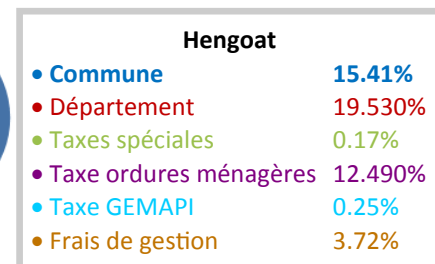 Hengoat
• Commune 15.41%
• Département 19.530%
• Taxes spéciales 0.17%
• Taxe ordures ménagères 12.490%
• Taxe GEMAPI 0.25%
• Frais de gestion 3.72%